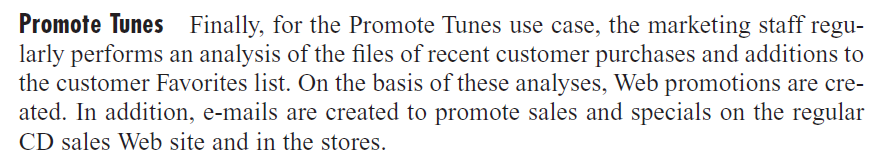 Promote Tunes Finally, for the Promote Tunes use case, the marketing staff regu-
larly performs an analysis of the files of recent customer purchases and additions to
the customer Favorites list. On the basis of these analyses, Web promotions are cre-
ated. In addition, e-mails are created to promote sales and specials on the regular
CD sales Web site and in the stores.